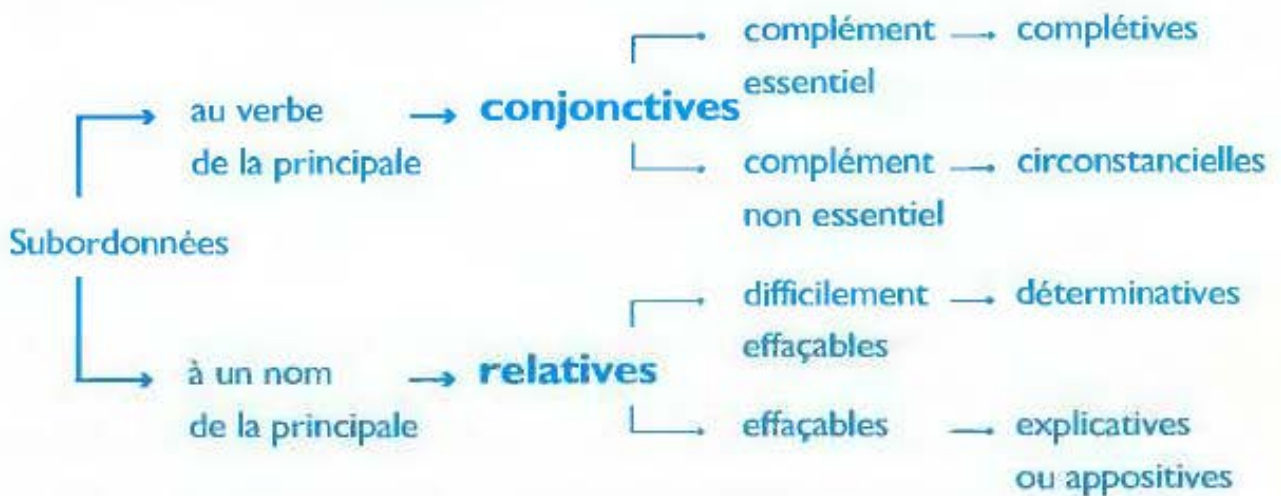 complément → complétives
essentiel
au verbe → conjonctives
de la principale
complément → circonstancielles
non essentiel
Subordonnées
difficilement → déterminatives
effaçables
à un nom → relatives
de la principale
effaçables → explicatives
ou appositives